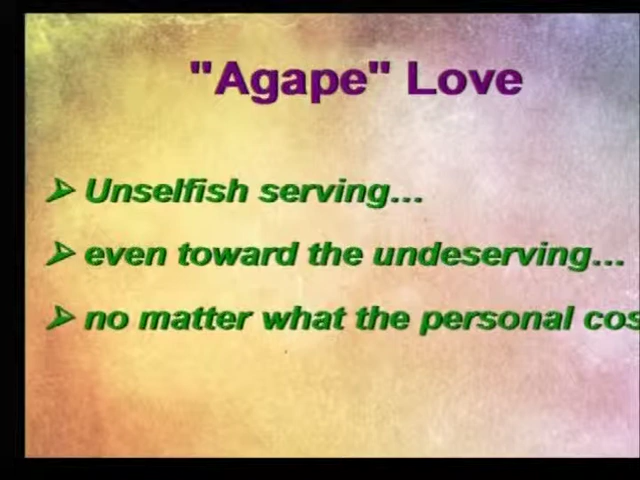 "Agape" Love
➢ Unselfish serving...
➢ even toward the undeserving...
➢ no matter what the personal cos